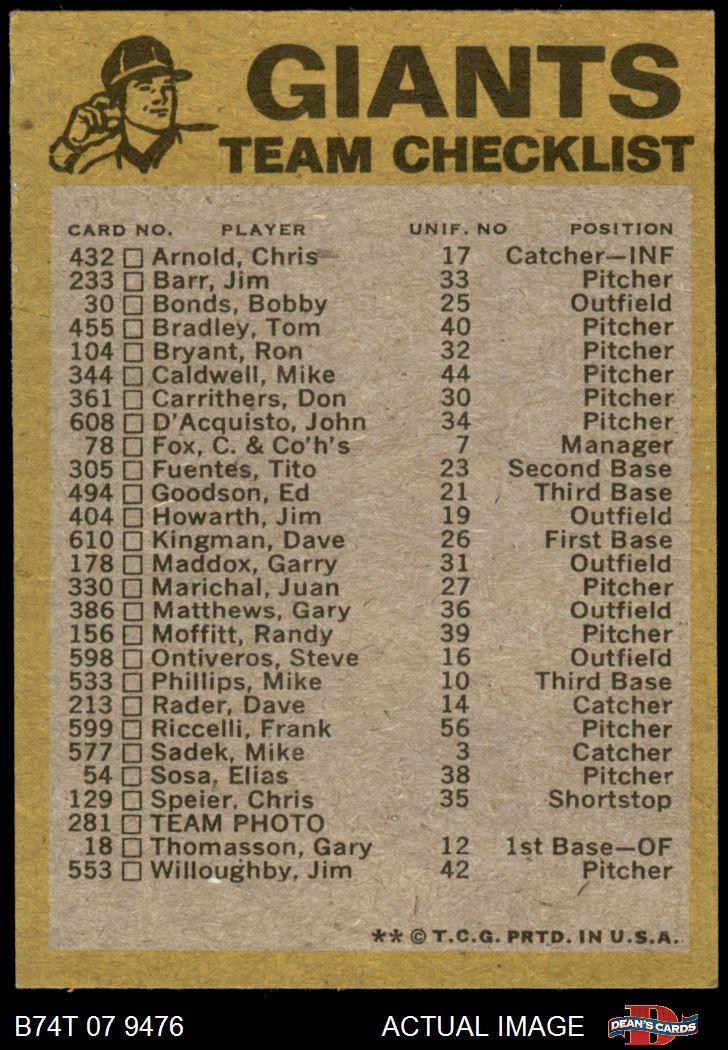 GIANTS
TEAM CHECKLIST
CARD NO. PLAYER UNIF. NO POSITION
432 Arnold, Chris 17 Catcher—INF
233 Barr, Jim 33 Pitcher
30 Bonds, Bobby 25 Outfield
455 Bradley, Tom 40 Pitcher
104 Bryant, Ron 32 Pitcher
344 Caldwell, Mike 44 Pitcher
361 Carrithers, Don 30 Pitcher
608 D'Acquisto, John 34 Pitcher
78 Fox, C. & Co'h's 7 Manager
305 Fuentes, Tito 23 Second Base
494 Goodson, Ed 21 Third Base
404 Howarth, Jim 19 Outfield
610 Kingman, Dave 26 First Base
178 Maddox, Garry 31 Outfield
330 Marichal, Juan 27 Pitcher
386 Matthews, Gary 36 Outfield
156 Moffitt, Randy 39 Pitcher
598 Ontiveros, Steve 16 Outfield
533 Phillips, Mike 10 Third Base
213 Rader, Dave 14 Catcher
599 Riccelli, Frank 56 Pitcher
577 Sadek, Mike 3 Catcher
54 Sosa, Elias 38 Pitcher
129 Speier, Chris 35 Shortstop
281 TEAM PHOTO
18 Thomasson, Gary 12 1st Base—OF
553 Willoughby, Jim 42 Pitcher
** © T.C.G. PRTD. IN U.S.A.
B74T 07 9476 ACTUAL IMAGE D DEAN'S CARDS